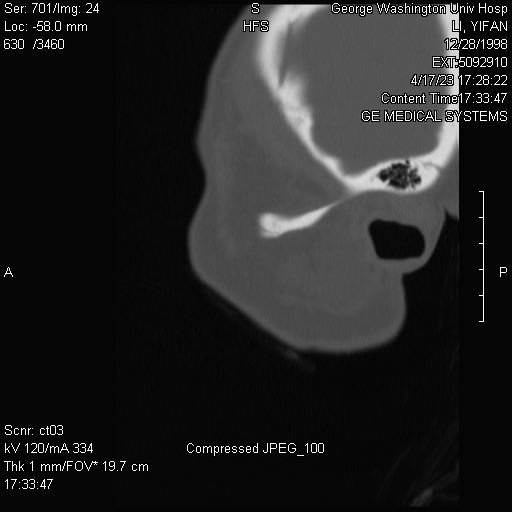 Ser: 701/Img: 24
Loc: -58.0 mm
630 /3460
S
HFS
George Washington Univ Hosp
LI, YIFAN
12/28/1998
EXT-5092910
4/17/23 17:28:22
Content Time17:33:47
GE MEDICAL SYSTEMS
A
P
Scnr: ct03
kV 120/mA 334
Thk 1 mm/FOV* 19.7 cm
17:33:47
Compressed JPEG_100